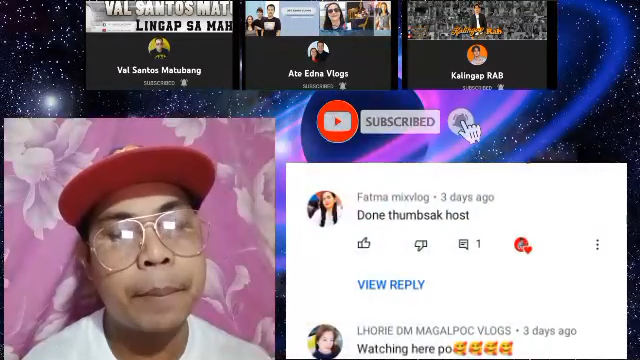 VAL SANTOS MATU
LINGAP SA MAH
Val Santos Matubang
SUBSCRIBED
Ate Edna Vlogs
SUBSCRIBED
Kalingap Rab
Kalingap RAB
SUBSCRIBED
SUBSCRIBED
Fatma mixvlog • 3 days ago
Done thumbsak host
1
VIEW REPLY
LHORIE DM MAGALPOC VLOGS • 3 days ago
Watching here po🥰🥰🥰🥰